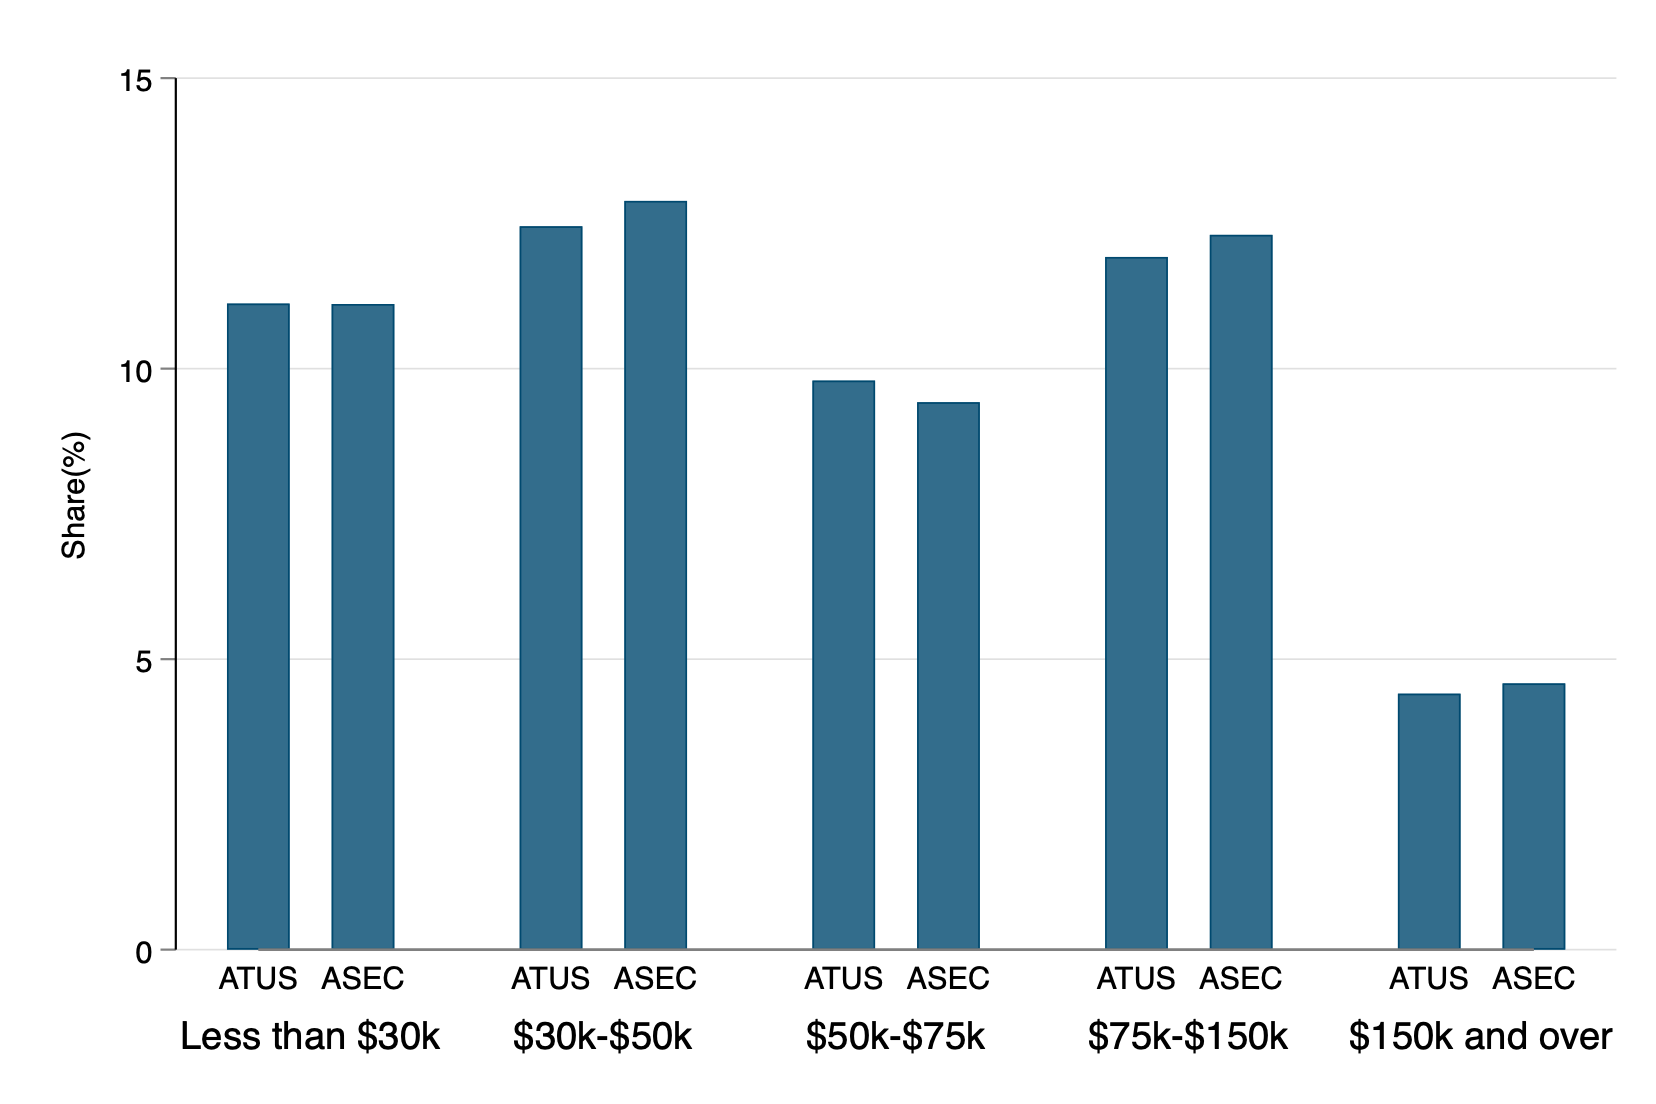 15
10
5
0
Share(%)
ATUS ASEC ATUS ASEC ATUS ASEC ATUS ASEC ATUS ASEC
Less than $30k $30k-$50k $50k-$75k $75k-$150k $150k and over